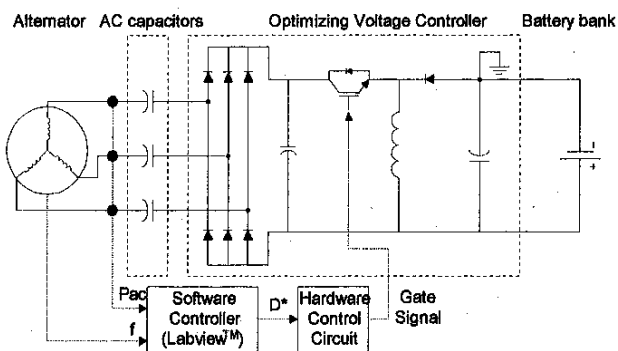 Alternator AC capacitors Optimizing Voltage Controller Battery bank
-
+
Pac
f
Software
Controller
(Labview™)
D*
Hardware
Control
Circuit
Gate
Signal